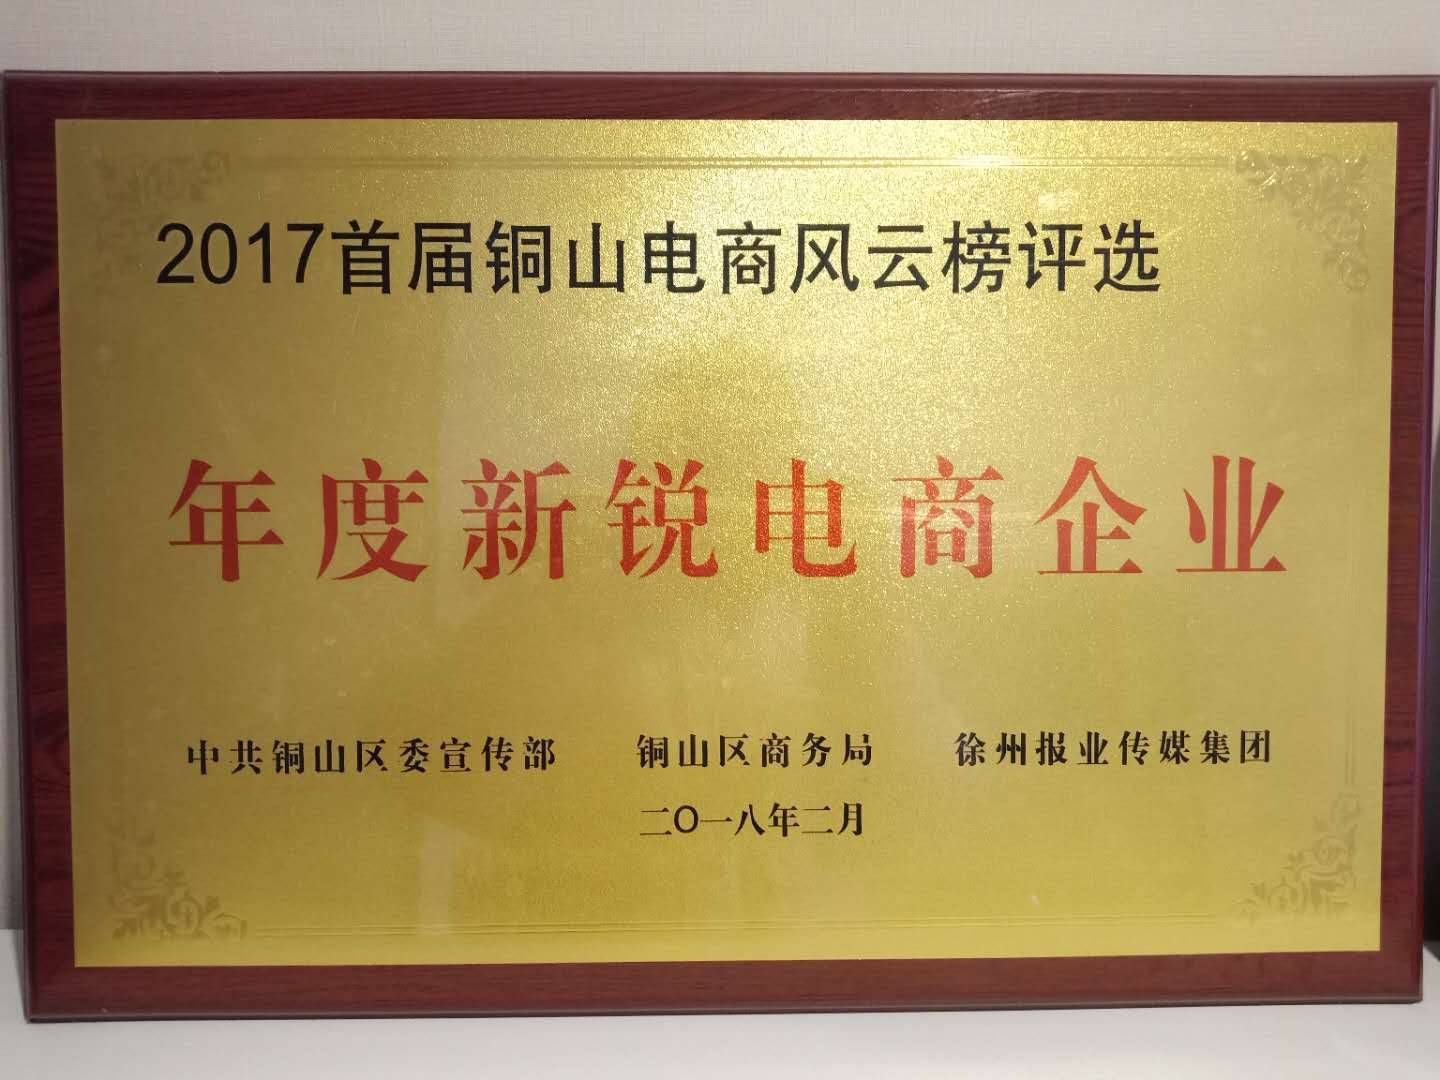 2017首届铜山电商风云榜评选
年度新锐电商企业
中共铜山区委宣传部 铜山区商务局 徐州报业传媒集团
二〇一八年二月